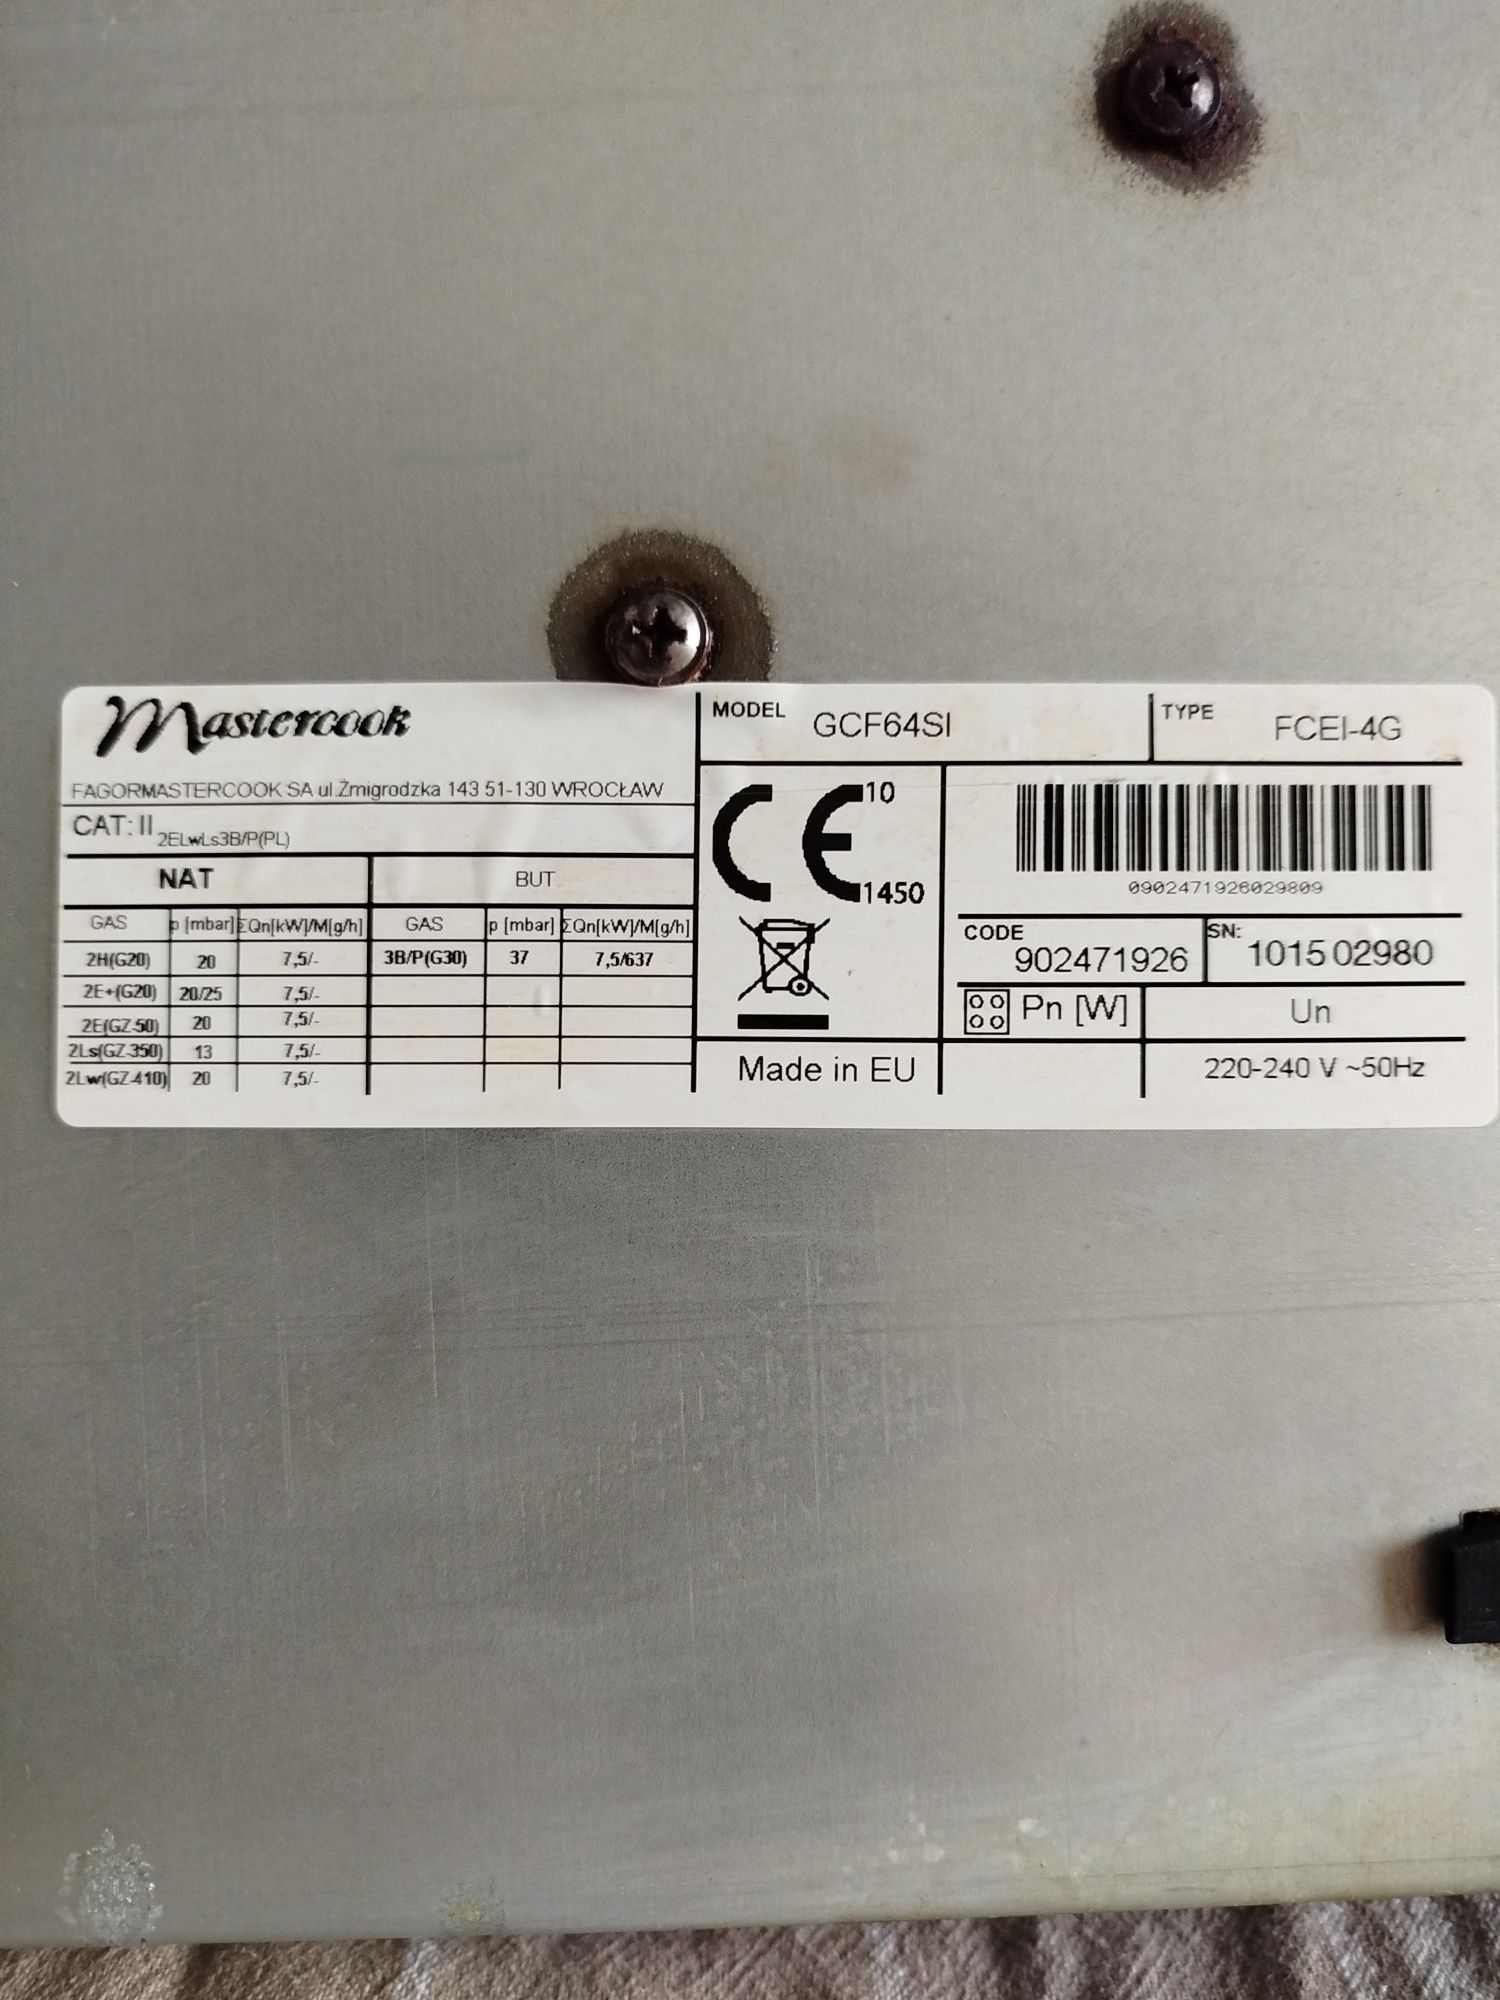 Mastercook
FAGORMASTERCOOK SA ul.Żmigrodzka 143 51-130 WROCŁAW
CAT: II 2ELwLs3B/P(PL)
NAT BUT
GAS p [mbar] ΣQn[kW]/M[g/h] GAS p [mbar] ΣQn[kW]/M[g/h]
2H(G20) 20 7,5/- 3B/P(G30) 37 7,5/637
2E+(G20) 20/25 7,5/-
2E(GZ-50) 20 7,5/-
2Ls(GZ-350) 13 7,5/-
2Lw(GZ-410) 20 7,5/-
MODEL GCF64SI TYPE FCEI-4G
CE 10
1450
Made in EU
0902471926029809
CODE 902471926 SN: 101502980
Pn [W] Un
220-240 V ~50Hz